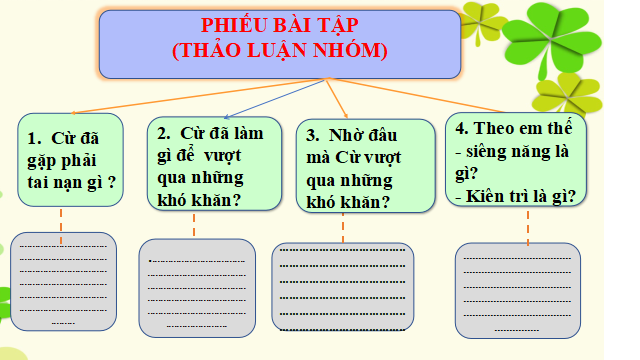 PHIẾU BÀI TẬP
(THẢO LUẬN NHÓM)
1. Cừ đã
gặp phải
tai nạn gì ?
2. Cừ đã làm
gì để vượt
qua những
khó khăn?
3. Nhờ đâu
mà Cừ vượt
qua những
khó khăn?
4. Theo em thế
- siêng năng là
gì?
- Kiên trì là gì?